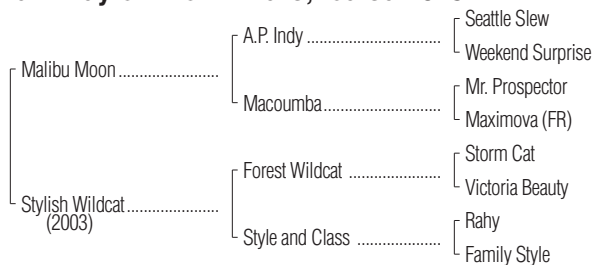 Seattle Slew
A.P. Indy
Weekend Surprise
Malibu Moon
Mr. Prospector
Macoumba
Maximova (FR)
Storm Cat
Forest Wildcat
Victoria Beauty
Stylish Wildcat
(2003)
Rahy
Style and Class
Family Style